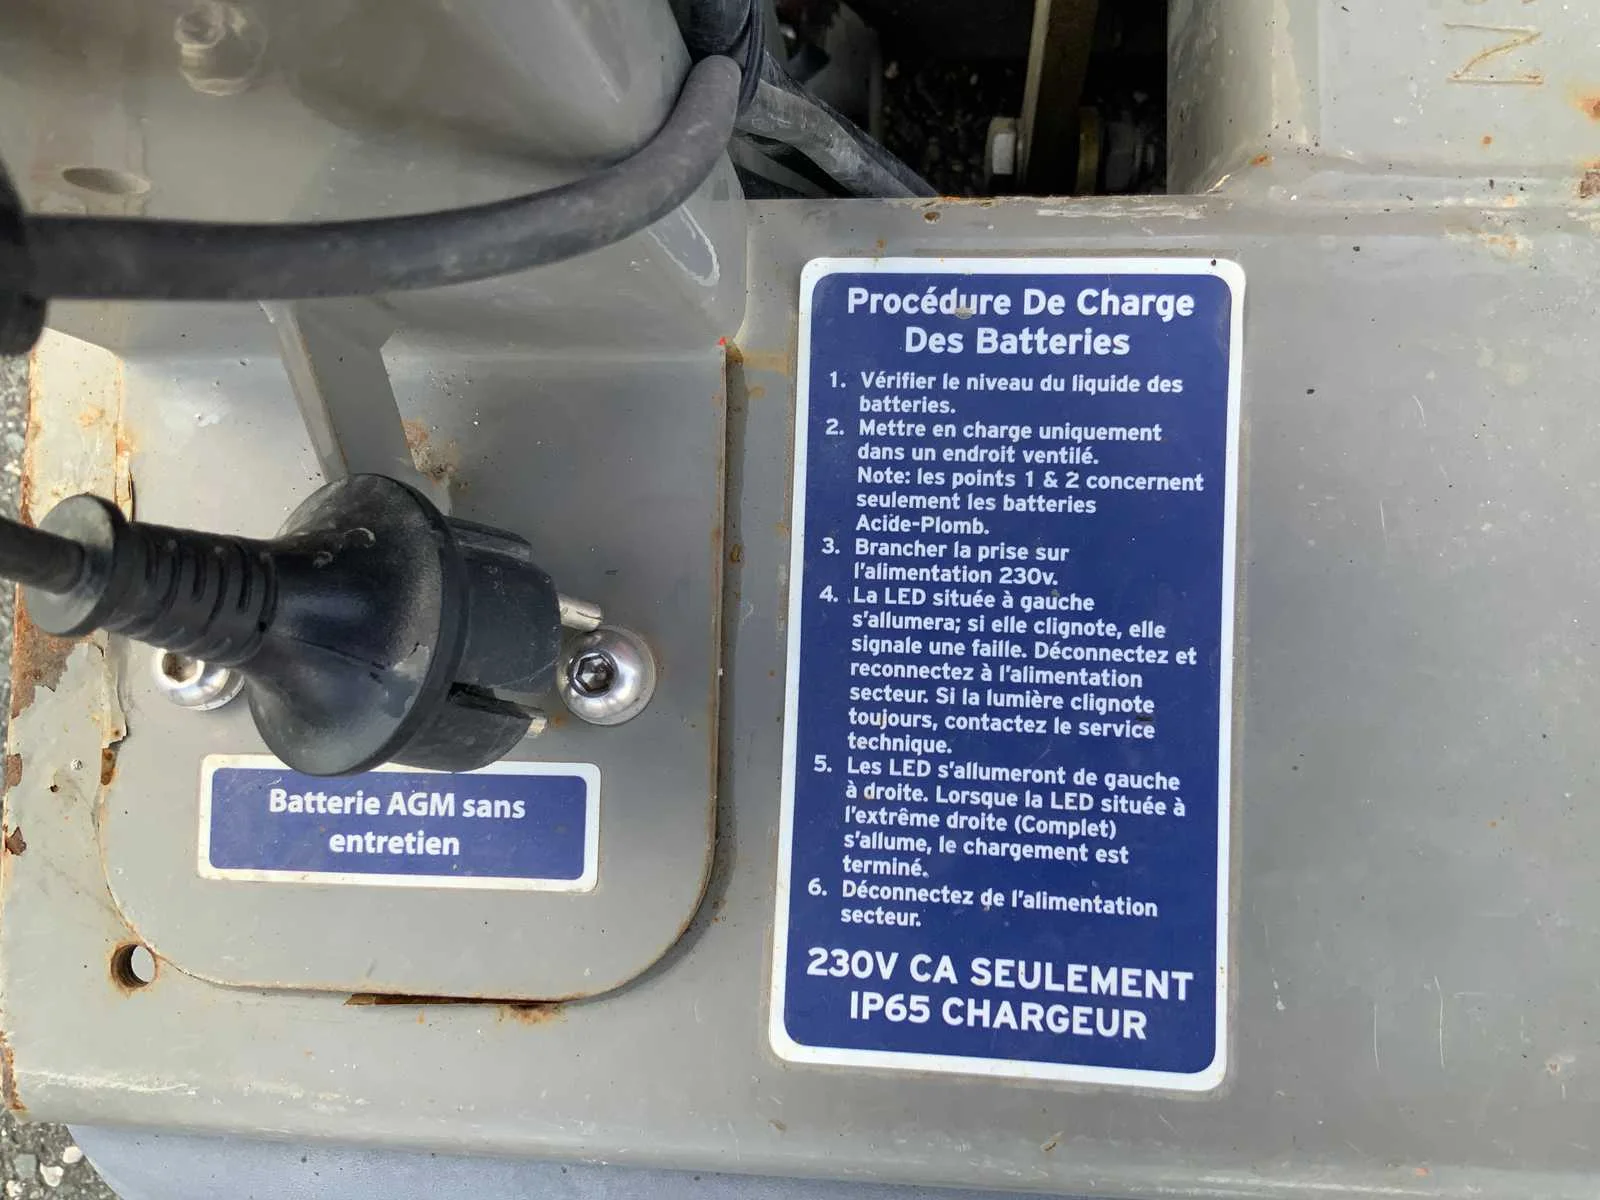 Procédure De Charge
Des Batteries
1. Vérifier le niveau du liquide des
batteries.
2. Mettre en charge uniquement
dans un endroit ventilé.
Note: les points 1 & 2 concernent
seulement les batteries
Acide-Plomb.
3. Brancher la prise sur
l'alimentation 230v.
4. La LED située à gauche
s'allumera; si elle clignote, elle
signale une faille. Déconnectez et
reconnectez à l'alimentation
secteur. Si la lumière clignote
toujours, contactez le service
technique.
5. Les LED s'allumeront de gauche
à droite. Lorsque la LED située à
l'extrême droite (Complet)
s'allume, le chargement est
terminé.
6. Déconnectez de l'alimentation
secteur.
230V CA SEULEMENT
IP65 CHARGEUR
Batterie AGM sans
entretien